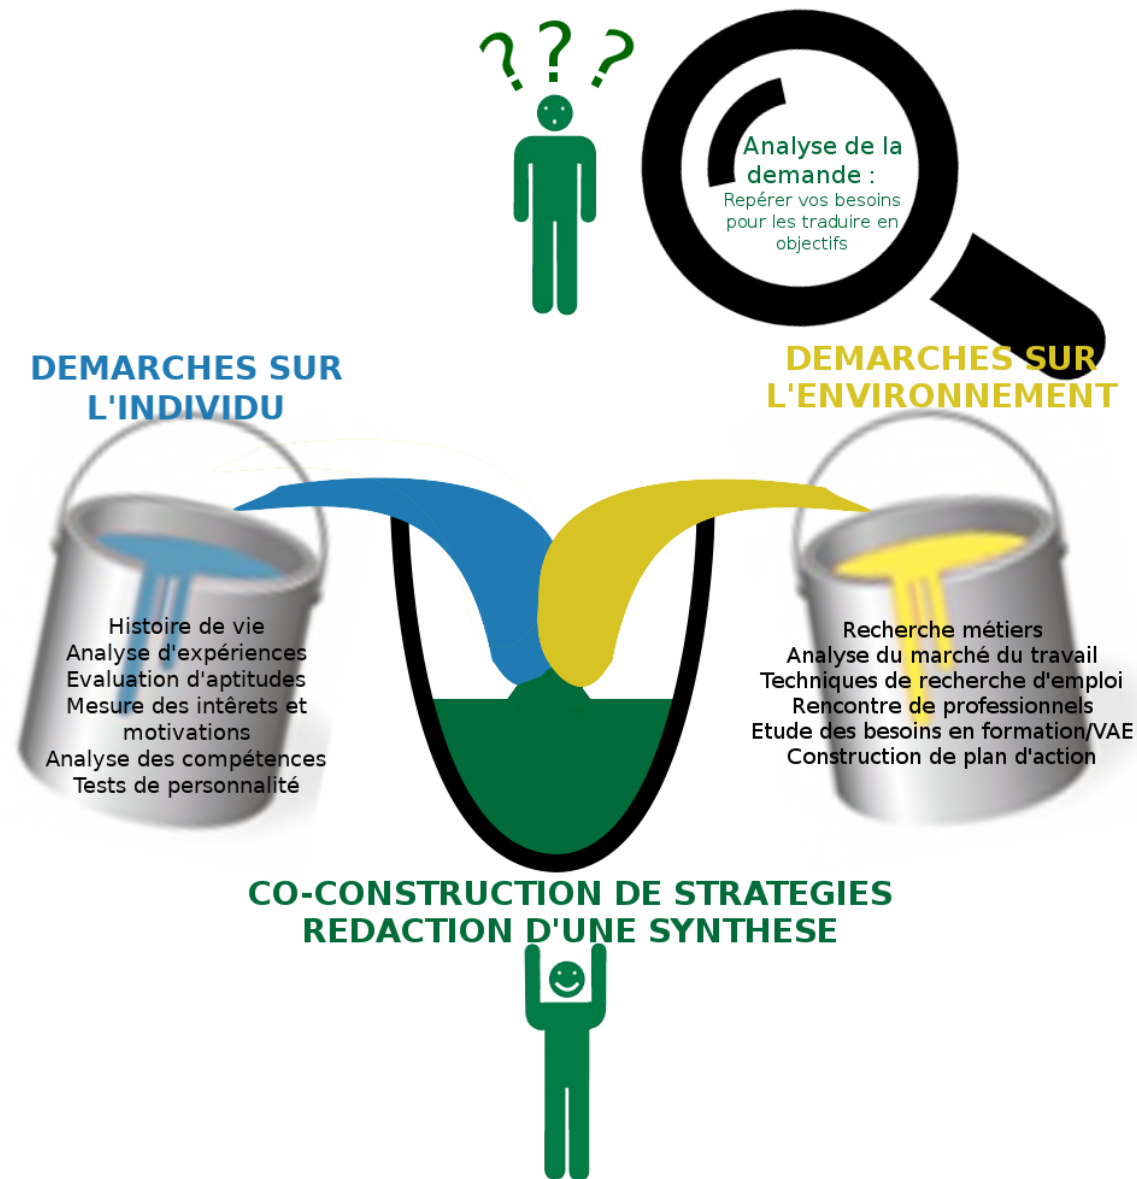 ? ? ?
Analyse de la
demande :
Repérer vos besoins
pour les traduire en
objectifs
DEMARCHES SUR
L'INDIVIDU
DEMARCHES SUR
L'ENVIRONNEMENT
Histoire de vie
Analyse d'expériences
Evaluation d'aptitudes
Mesure des intêrets et
motivations
Analyse des compétences
Tests de personnalité
Recherche métiers
Analyse du marché du travail
Techniques de recherche d'emploi
Rencontre de professionnels
Etude des besoins en formation/VAE
Construction de plan d'action
CO-CONSTRUCTION DE STRATEGIES
REDACTION D'UNE SYNTHESE